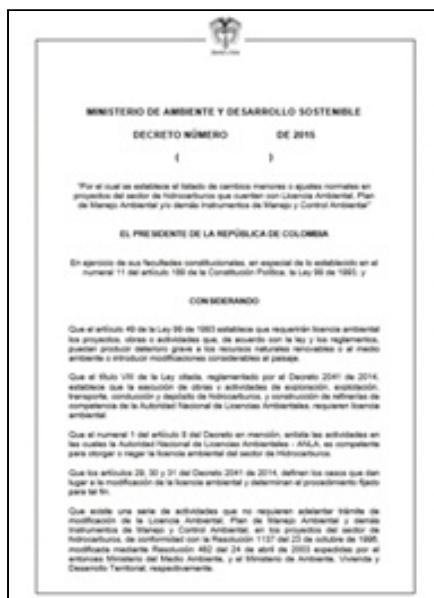 MINISTERIO DE AMBIENTE Y DESARROLLO SOSTENIBLE
DECRETO NÚMERO DE 2015
( )
"Por el cual se establece el listado de cambios menores o ajustes normales en
proyectos del sector de hidrocarburos que cuenten con Licencia Ambiental, Plan
de Manejo Ambiental y/o demás Instrumentos de Manejo y Control Ambiental"
EL PRESIDENTE DE LA REPÚBLICA DE COLOMBIA
En ejercicio de sus facultades constitucionales, en especial de lo establecido en el
numeral 11 del artículo 189 de la Constitución Política, la Ley 99 de 1993, y
CONSIDERANDO
Que el artículo 49 de la Ley 99 de 1993 establece que requerirán licencia ambiental
los proyectos, obras o actividades que, de acuerdo con la ley y los reglamentos,
puedan producir deterioro grave a los recursos naturales renovables o al medio
ambiente o introducir modificaciones considerables al paisaje.
Que el título VIII de la Ley citada, reglamentado por el Decreto 2041 de 2014,
establece que la ejecución de obras o actividades de exploración, explotación,
transporte, conducción y depósito de hidrocarburos, y construcción de refinerías de
competencia de la Autoridad Nacional de Licencias Ambientales, requieren licencia
ambiental.
Que el numeral 1 del artículo 8 del Decreto en mención, enlista las actividades en
las cuales la Autoridad Nacional de Licencias Ambientales - ANLA, es competente
para otorgar o negar la licencia ambiental del sector de Hidrocarburos.
Que los artículos 29, 30 y 31 del Decreto 2041 de 2014, definen los casos que dan
lugar a la modificación de la licencia ambiental y determinan el procedimiento fijado
para tal fin.
Que existe una serie de actividades que no requieren adelantar trámite de
modificación de la Licencia Ambiental, Plan de Manejo Ambiental y demás
Instrumentos de Manejo y Control Ambiental, en los proyectos del sector de
hidrocarburos, de conformidad con la Resolución 1137 del 23 de octubre de 1996,
modificada mediante Resolución 482 del 24 de abril de 2003 expedidas por el
entonces Ministerio del Medio Ambiente, y el Ministerio de Ambiente, Vivienda y
Desarrollo Territorial, respectivamente.